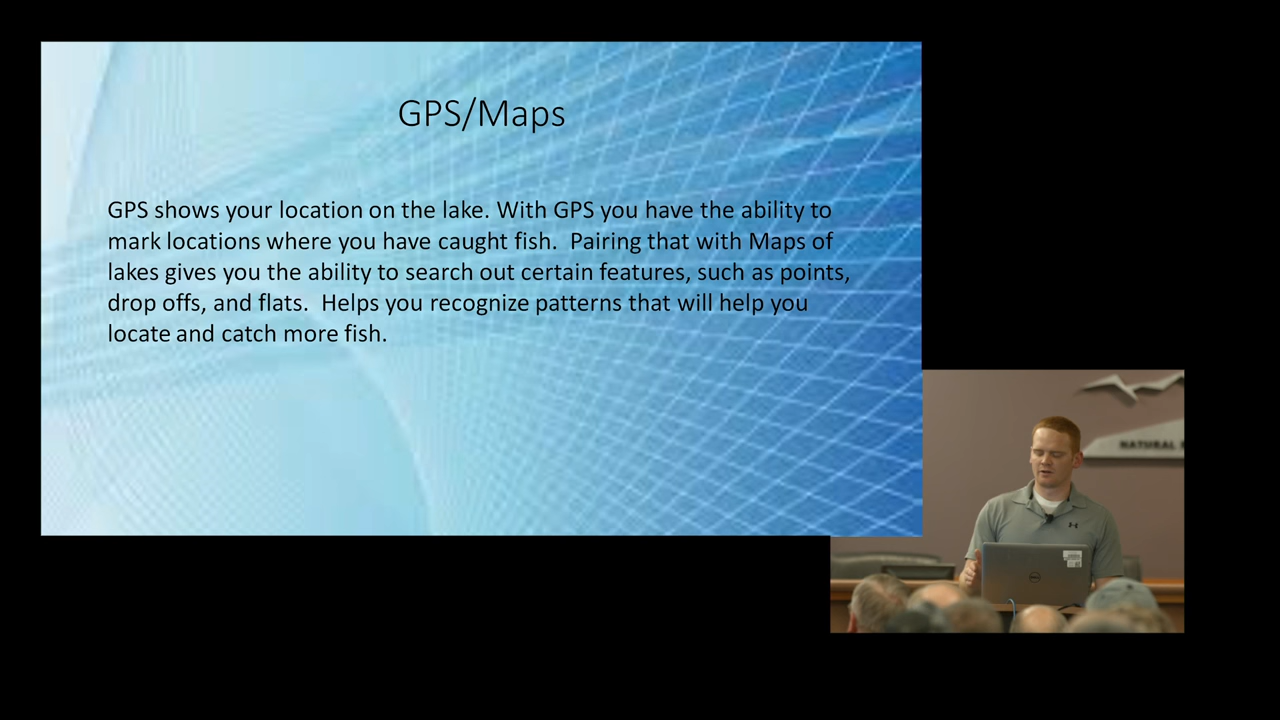 GPS/Maps
GPS shows your location on the lake. With GPS you have the ability to
mark locations where you have caught fish.  Pairing that with Maps of
lakes gives you the ability to search out certain features, such as points,
drop offs, and flats.  Helps you recognize patterns that will help you
locate and catch more fish.
NATURAL
DELL